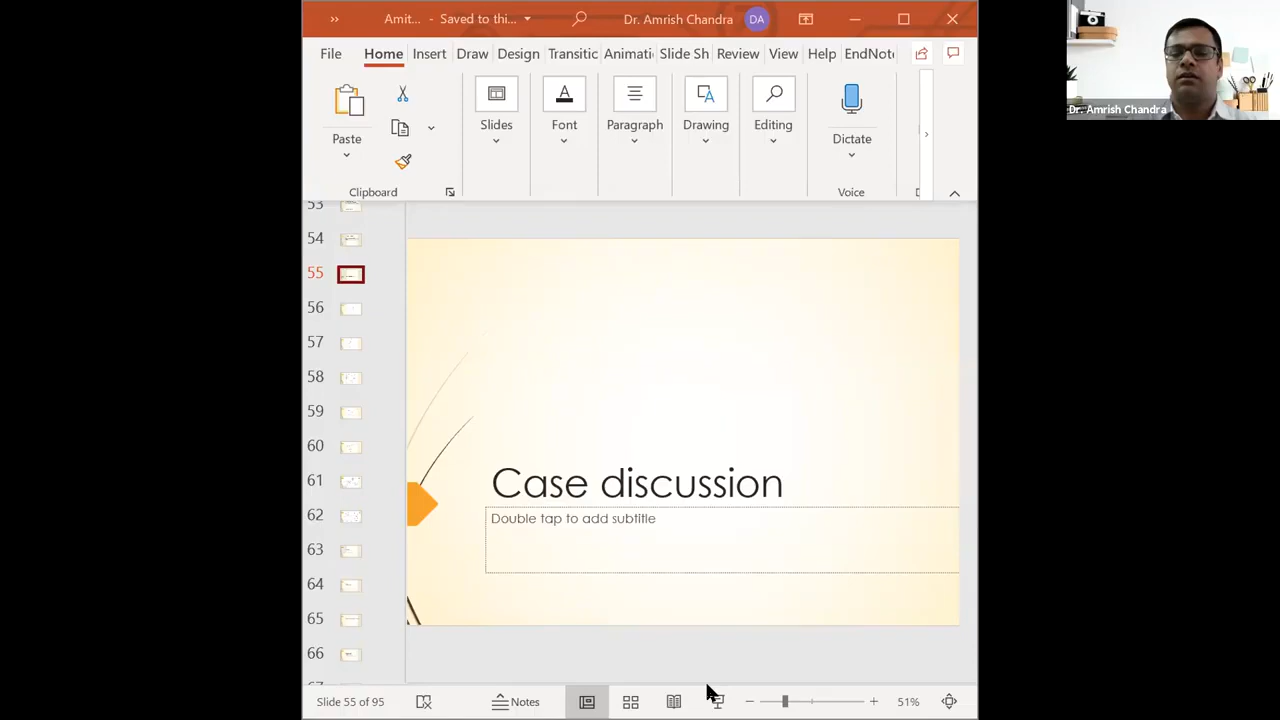 Amit... - Saved to thi...
Dr. Amrish Chandra
DA
File Home Insert Draw Design Transitic Animati Slide Sh Review View Help EndNot
Paste
Slides
Font
Paragraph
Drawing
Editing
Dictate
Clipboard
Voice
53
54
55
56
57
58
59
60
61
62
63
64
65
66
Case discussion
Double tap to add subtitle
Slide 55 of 95
Notes
51%
Dr. Amrish Chandra